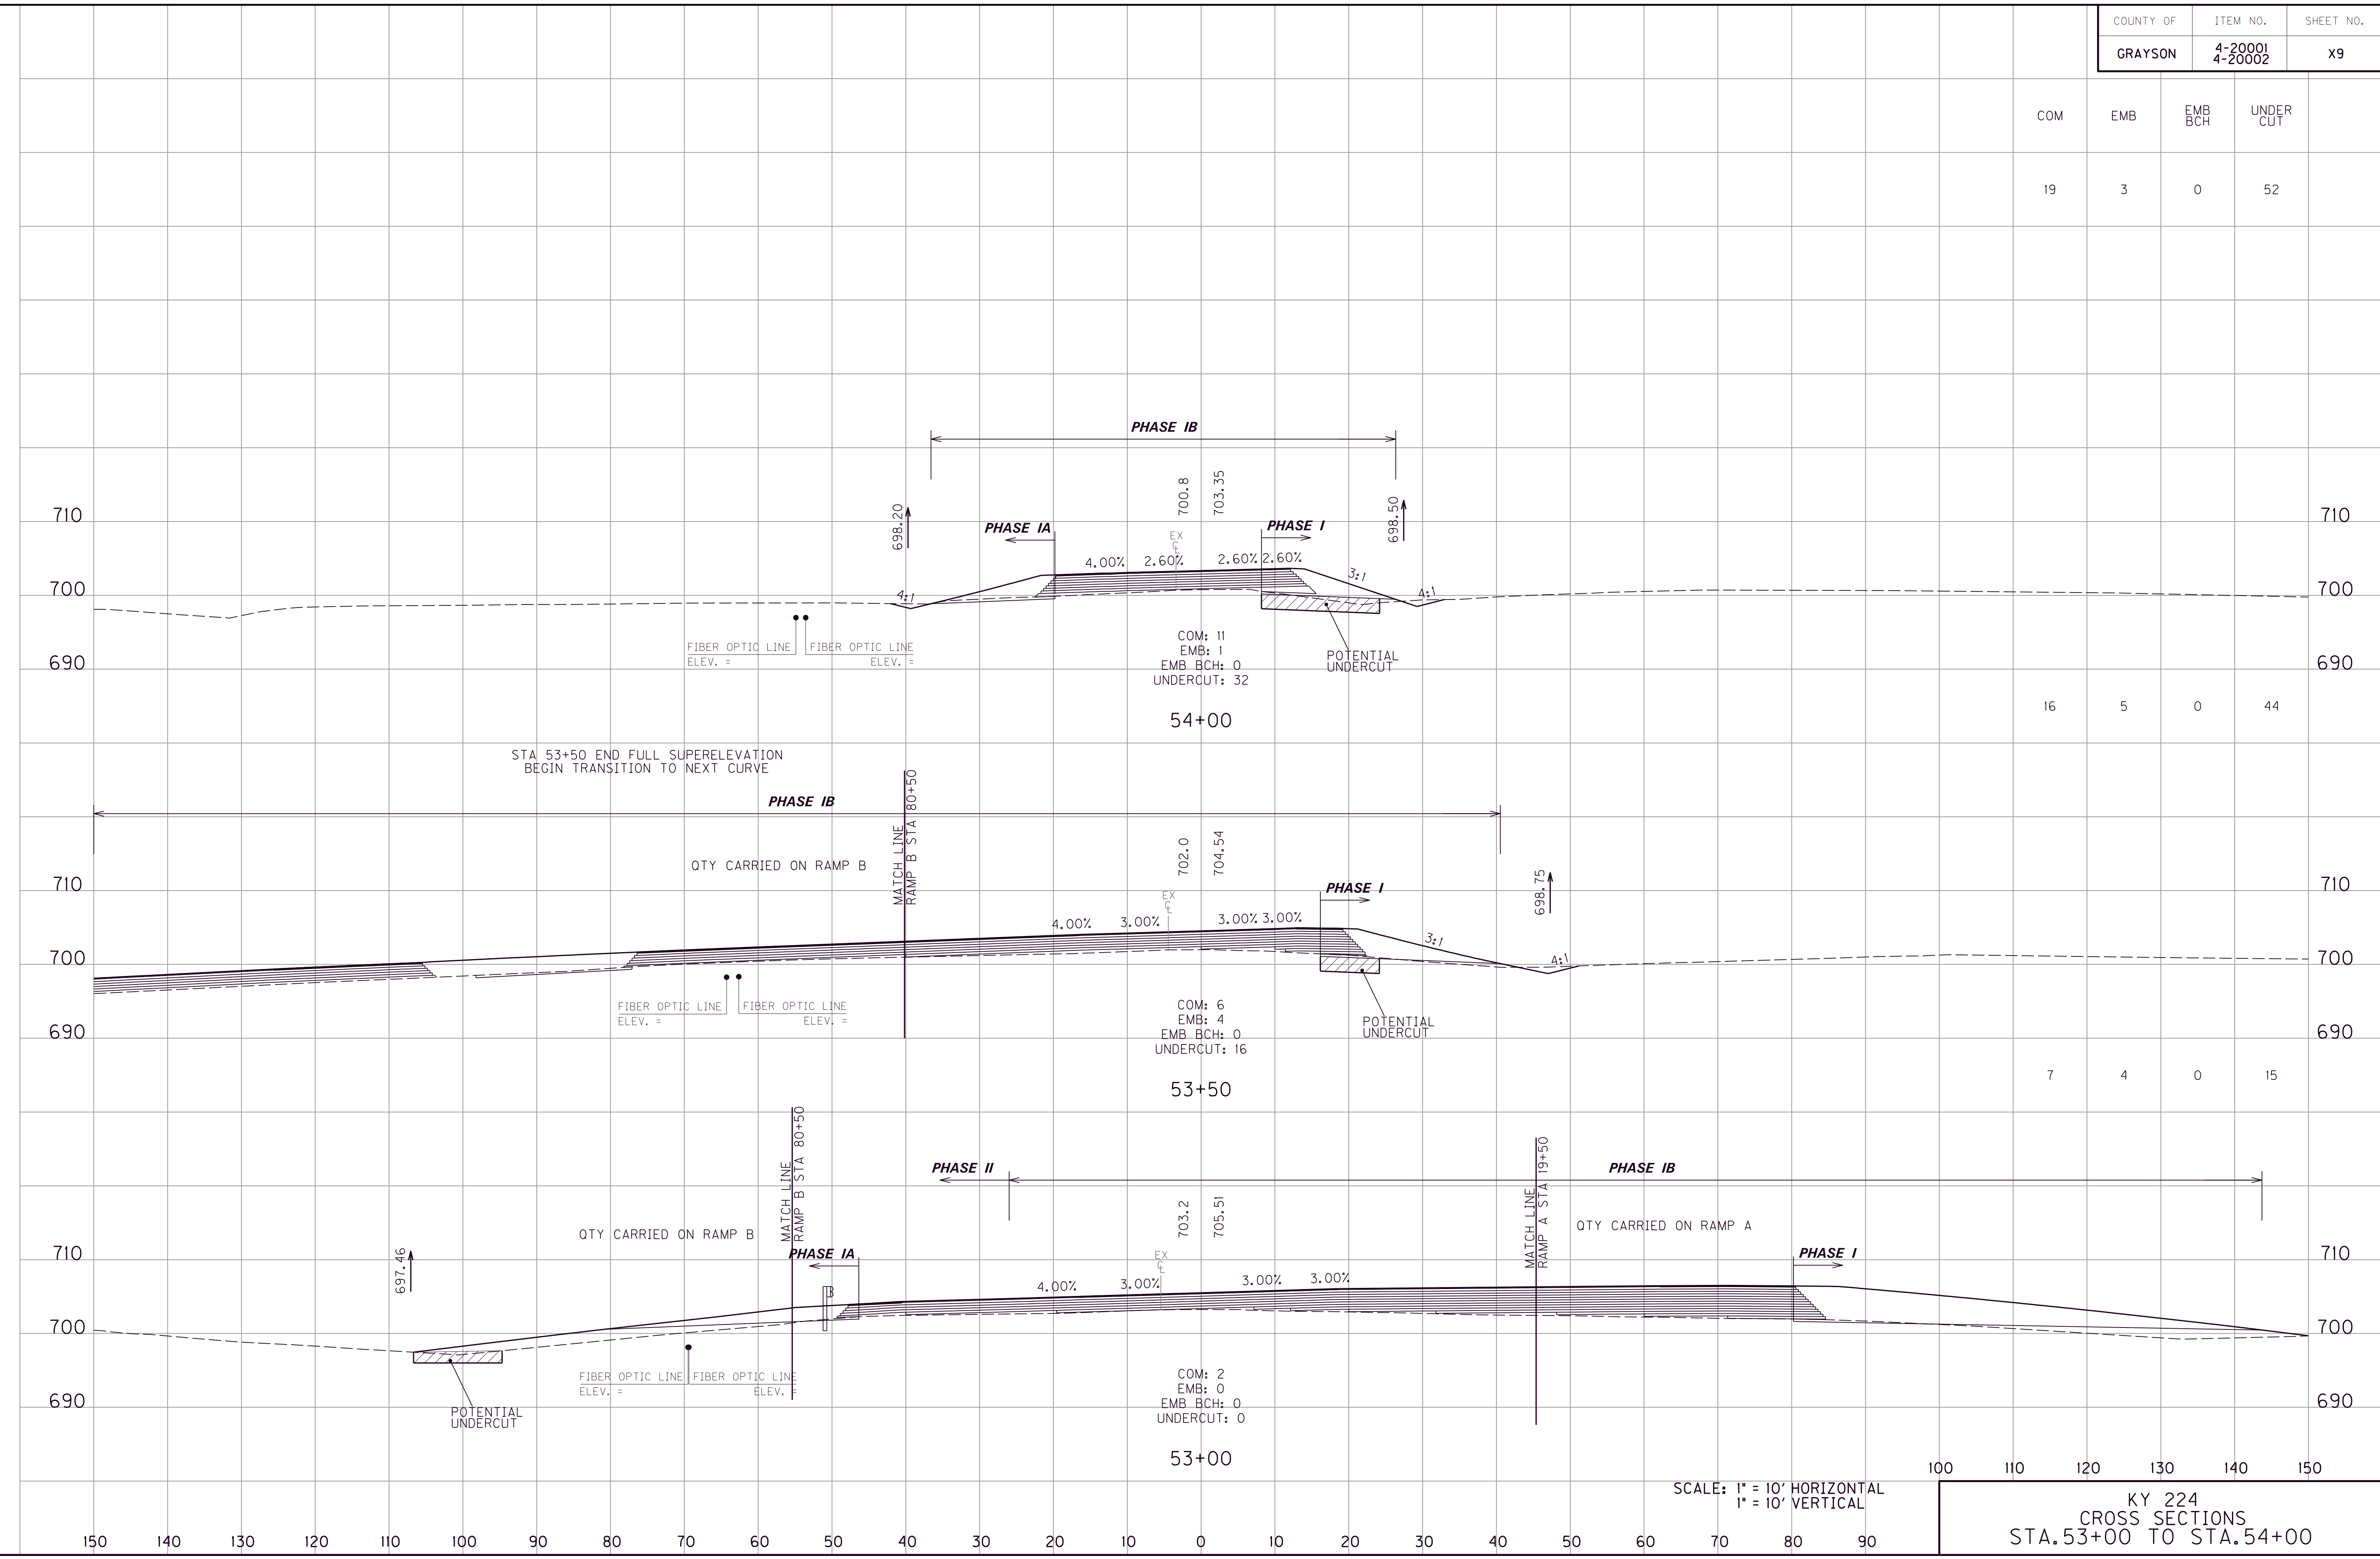 COUNTY OF ITEM NO. SHEET NO.
GRAYSON 4-20001 4-20002 X9
COM EMB EMB BCH UNDER CUT
19 3 0 52
PHASE IB
698.20
700.8
703.35
698.50
710 710
PHASE IA PHASE I
EX
4.00% 2.60% 2.60% 2.60%
3:1
700 700
4:1 4:1
FIBER OPTIC LINE FIBER OPTIC LINE
ELEV. = ELEV. =
690 690
COM: 11
EMB: 1
EMB BCH: 0
UNDERCUT: 32
POTENTIAL
UNDERCUT
54+00
16 5 0 44
STA 53+50 END FULL SUPERELEVATION
BEGIN TRANSITION TO NEXT CURVE
PHASE IB
MATCH LINE
RAMP B STA 80+50
QTY CARRIED ON RAMP B
702.0
704.54
698.75
710 710
PHASE I
EX
4.00% 3.00% 3.00% 3.00%
3:1
4:1
700 700
FIBER OPTIC LINE FIBER OPTIC LINE
ELEV. = ELEV. =
690 690
COM: 6
EMB: 4
EMB BCH: 0
UNDERCUT: 16
POTENTIAL
UNDERCUT
53+50
7 4 0 15
MATCH LINE
RAMP B STA 80+50
PHASE II PHASE IB
MATCH LINE
RAMP A STA 19+50
QTY CARRIED ON RAMP B
703.2
705.51
QTY CARRIED ON RAMP A
697.46
710 710
PHASE IA PHASE I
EX
4.00% 3.00% 3.00% 3.00%
700 700
FIBER OPTIC LINE FIBER OPTIC LINE
ELEV. = ELEV. =
690 690
POTENTIAL
UNDERCUT
COM: 2
EMB: 0
EMB BCH: 0
UNDERCUT: 0
53+00
100 110 120 130 140 150
SCALE: 1" = 10' HORIZONTAL
1" = 10' VERTICAL
KY 224
CROSS SECTIONS
STA.53+00 TO STA.54+00
150 140 130 120 110 100 90 80 70 60 50 40 30 20 10 0 10 20 30 40 50 60 70 80 90